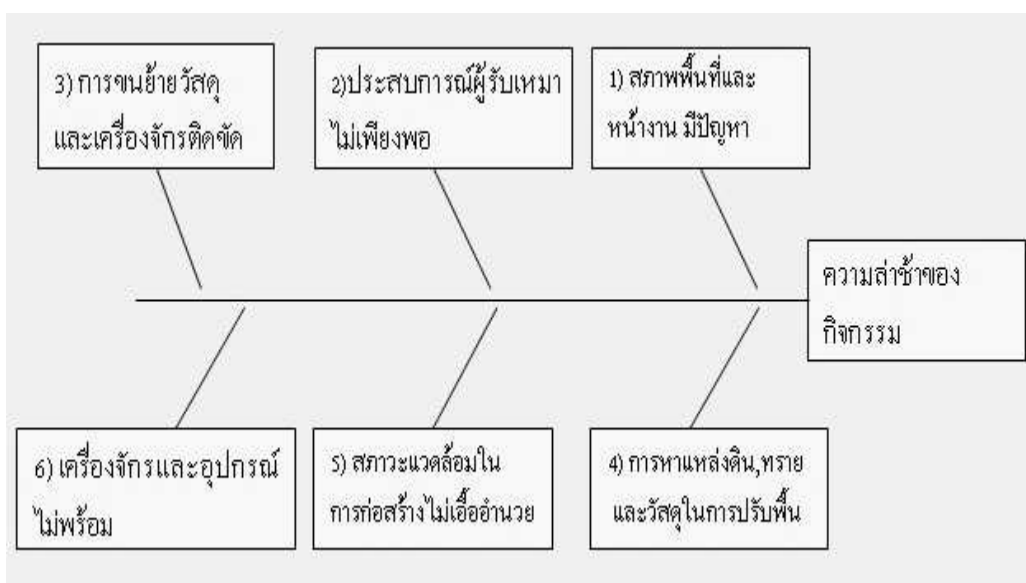 3) การขนย้ายวัสดุ
และเครื่องจักรติดขัด
2)ประสบการณ์ผู้รับเหมา
ไม่เพียงพอ
1) สภาพพื้นที่และ
หน้างาน มีปัญหา
ความล่าช้าของ
กิจกรรม
6) เครื่องจักรและอุปกรณ์
ไม่พร้อม
5) สภาวะแวดล้อมใน
การก่อสร้างไม่เอื้ออำนวย
4) การหาแหล่งดิน,ทราย
และวัสดุในการปรับพื้น